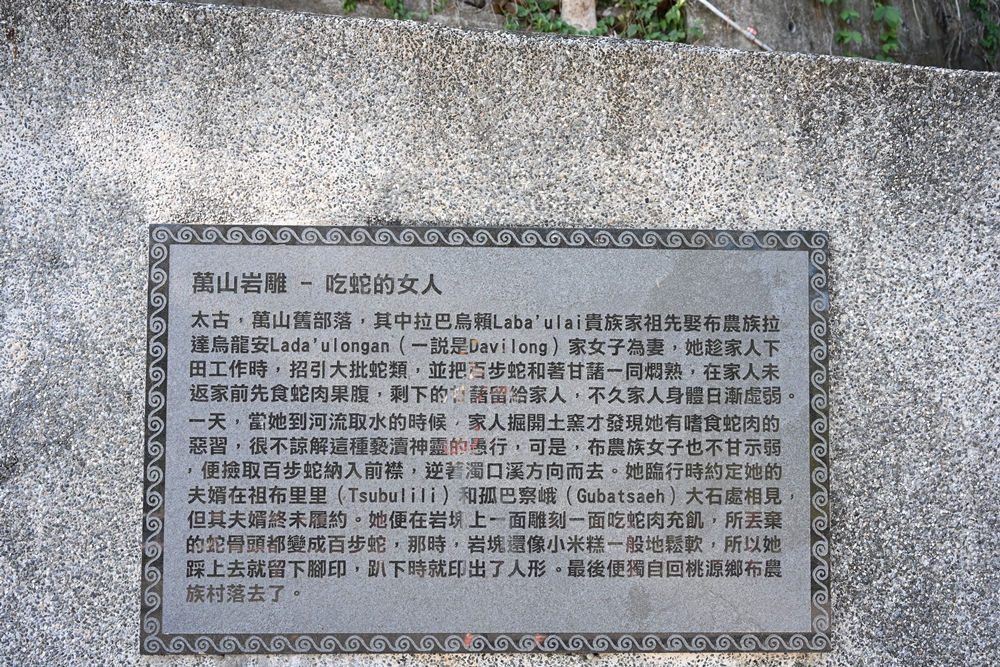 萬山岩雕 - 吃蛇的女人
太古，萬山舊部落，其中拉巴烏賴Laba'ulai貴族家祖先娶布農族拉
達烏龍安Lada'ulongan（一說是Davilong）家女子為妻，她趁家人下
田工作時，招引大批蛇類，並把百步蛇和著甘藷一同燜熟，在家人未
返家前先食蛇肉果腹，剩下的藷留給家人，不久家人身體日漸虛弱。
一天，當她到河流取水的時候，家人掘開土窯才發現她有嗜食蛇肉的
惡習，很不諒解這種褻瀆神靈的愚行，可是，布農族女子也不甘示弱
，便撿取百步蛇納入前襟，逆著濁口溪方向而去。她臨行時約定她的
夫婿在祖布里里（Tsubulili）和孤巴察峨（Gubatsaeh）大石處相見，
但其夫婿終未履約。她便在岩塊上一面雕刻一面吃蛇肉充飢，所丟棄
的蛇骨頭都變成百步蛇，那時，岩塊還像小米糕一般地鬆軟，所以她
踩上去就留下腳印，趴下時就印出了人形。最後便獨自回桃源鄉布農
族村落去了。